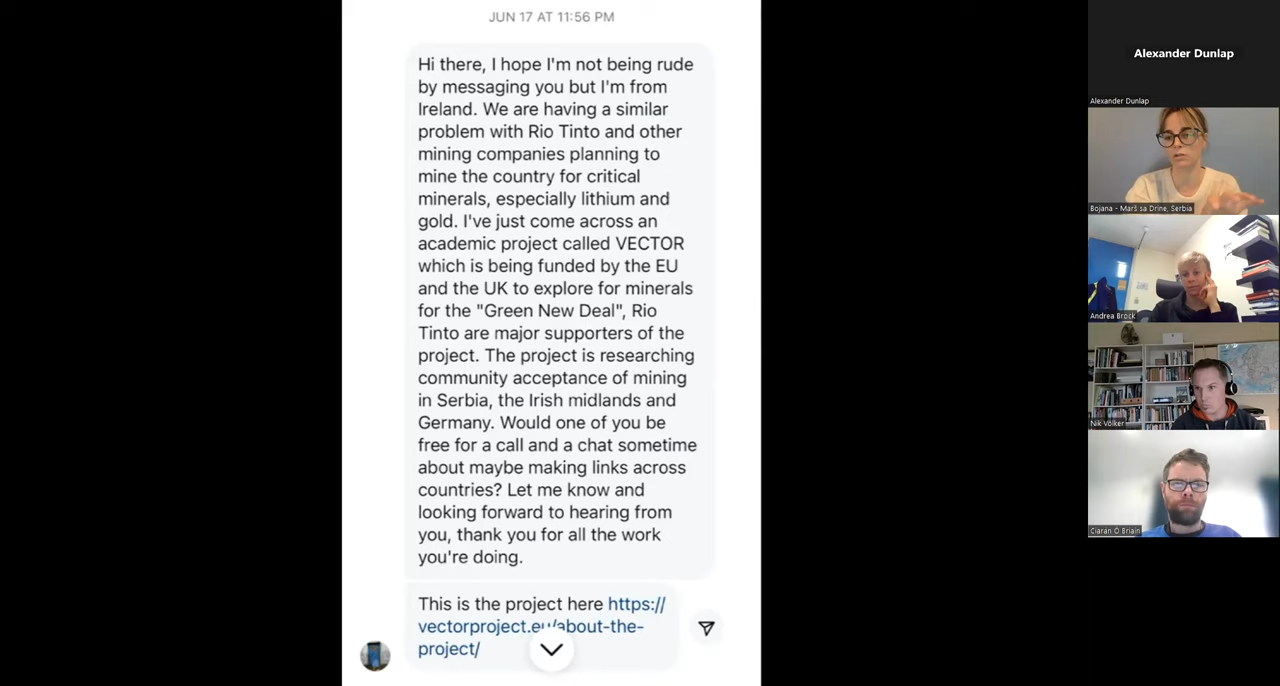 JUN 17 AT 11:56 PM
Hi there, I hope I'm not being rude
by messaging you but I'm from
Ireland. We are having a similar
problem with Rio Tinto and other
mining companies planning to
mine the country for critical
minerals, especially lithium and
gold. I've just come across an
academic project called VECTOR
which is being funded by the EU
and the UK to explore for minerals
for the "Green New Deal", Rio
Tinto are major supporters of the
project. The project is researching
community acceptance of mining
in Serbia, the Irish midlands and
Germany. Would one of you be
free for a call and a chat sometime
about maybe making links across
countries? Let me know and
looking forward to hearing from
you, thank you for all the work
you're doing.
This is the project here https://
vectorproject.eu/about-the-
project/
Alexander Dunlap
Alexander Dunlap
Bojana - Marš sa Drine, Serbia
Andrea Brock
Nik Völker
Ciarán Ó Briain